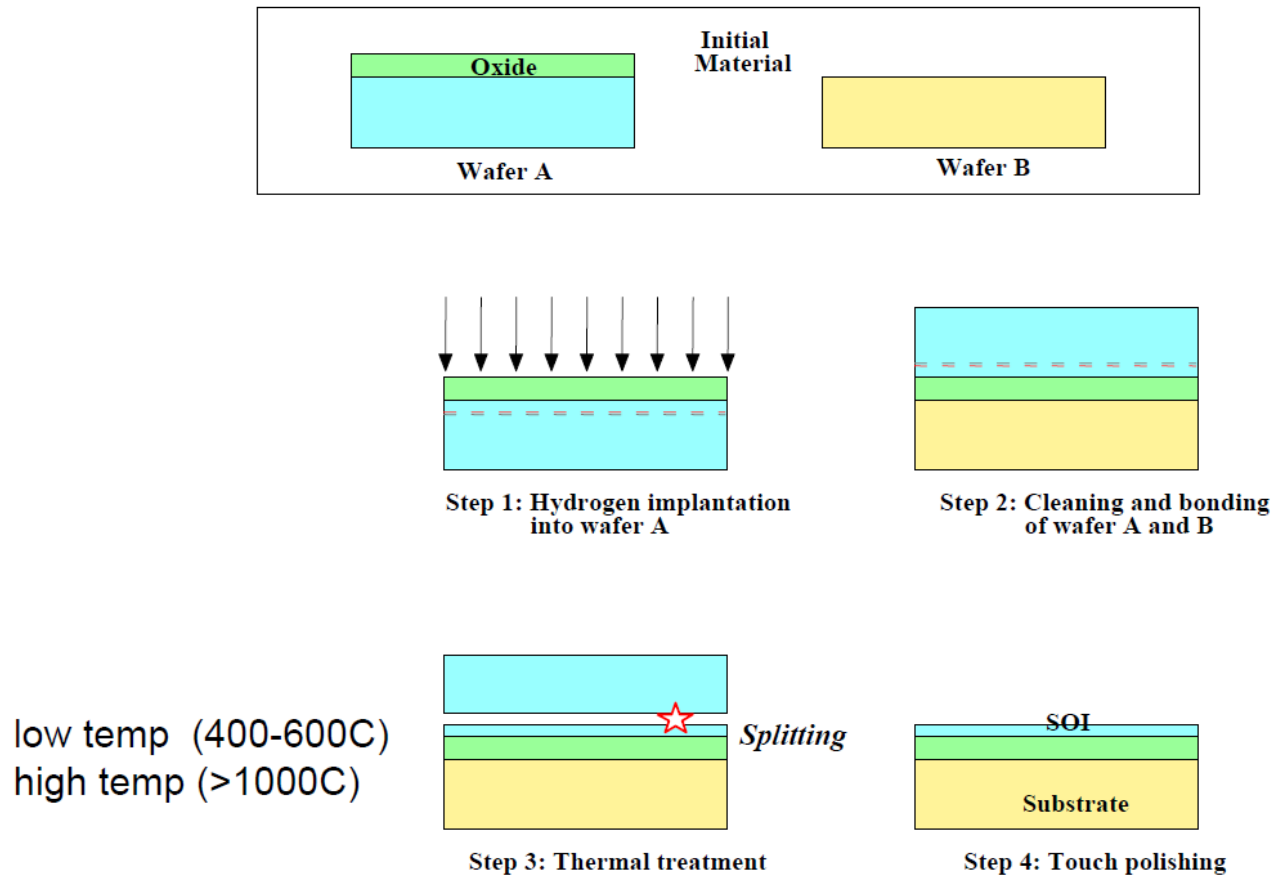 Initial
Material
Oxide
Wafer A
Wafer B
Step 1: Hydrogen implantation
into wafer A
Step 2: Cleaning and bonding
of wafer A and B
low temp (400-600C)
high temp (>1000C)
Splitting
SOI
Substrate
Step 3: Thermal treatment
Step 4: Touch polishing